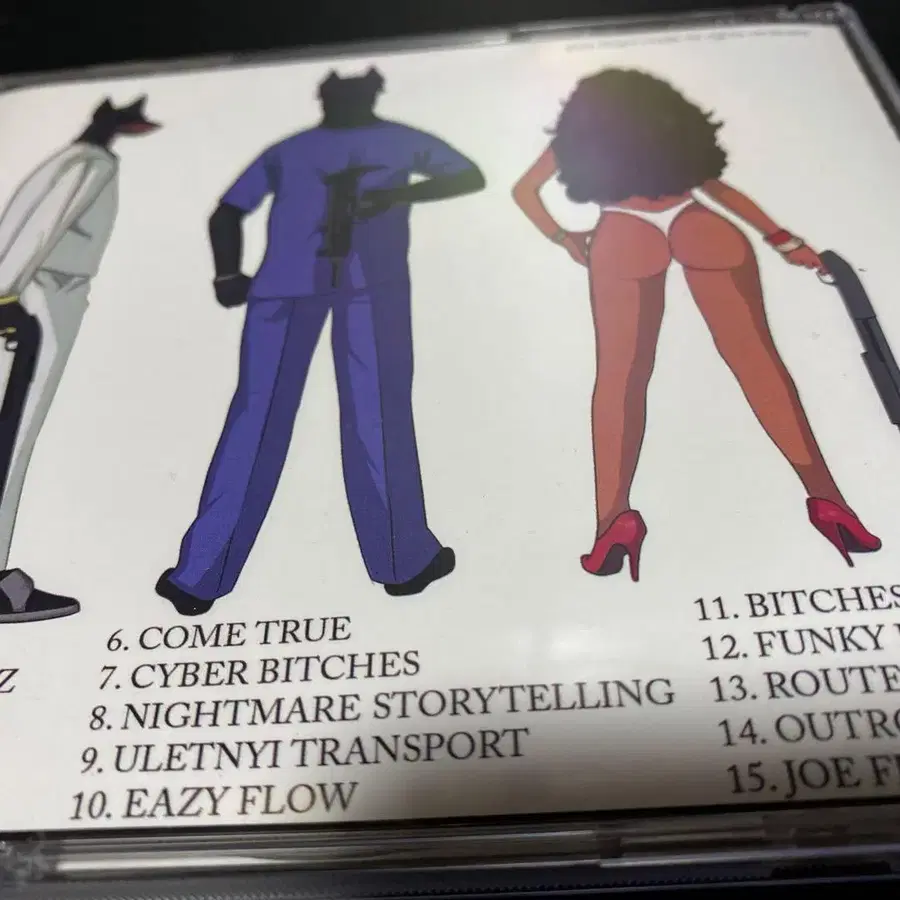 Z
6. COME TRUE
7. CYBER BITCHES
8. NIGHTMARE STORYTELLING
9. ULETNYI TRANSPORT
10. EAZY FLOW
11. BITCHES
12. FUNKY
13. ROUTE
14. OUTRO
15. JOE